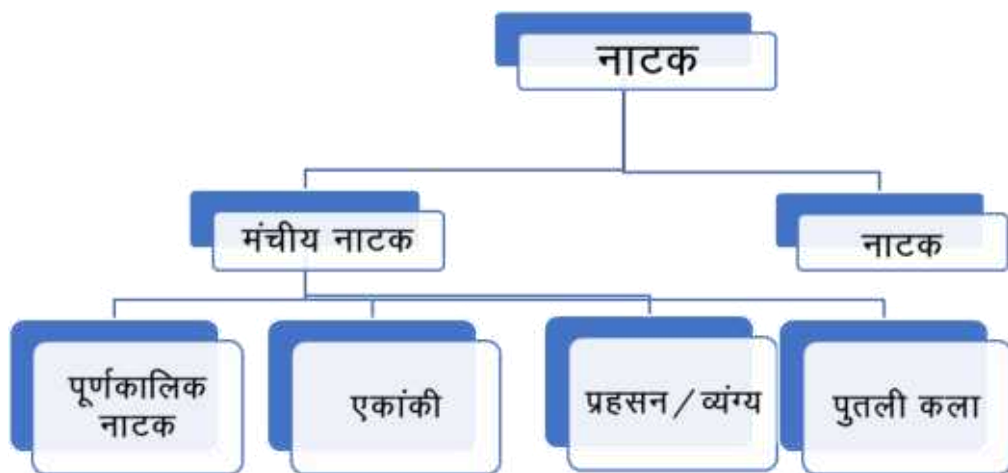 नाटक
मंचीय नाटक
नाटक
पूर्णकालिक
नाटक
एकांकी
प्रहसन/व्यंग्य
पुतली कला